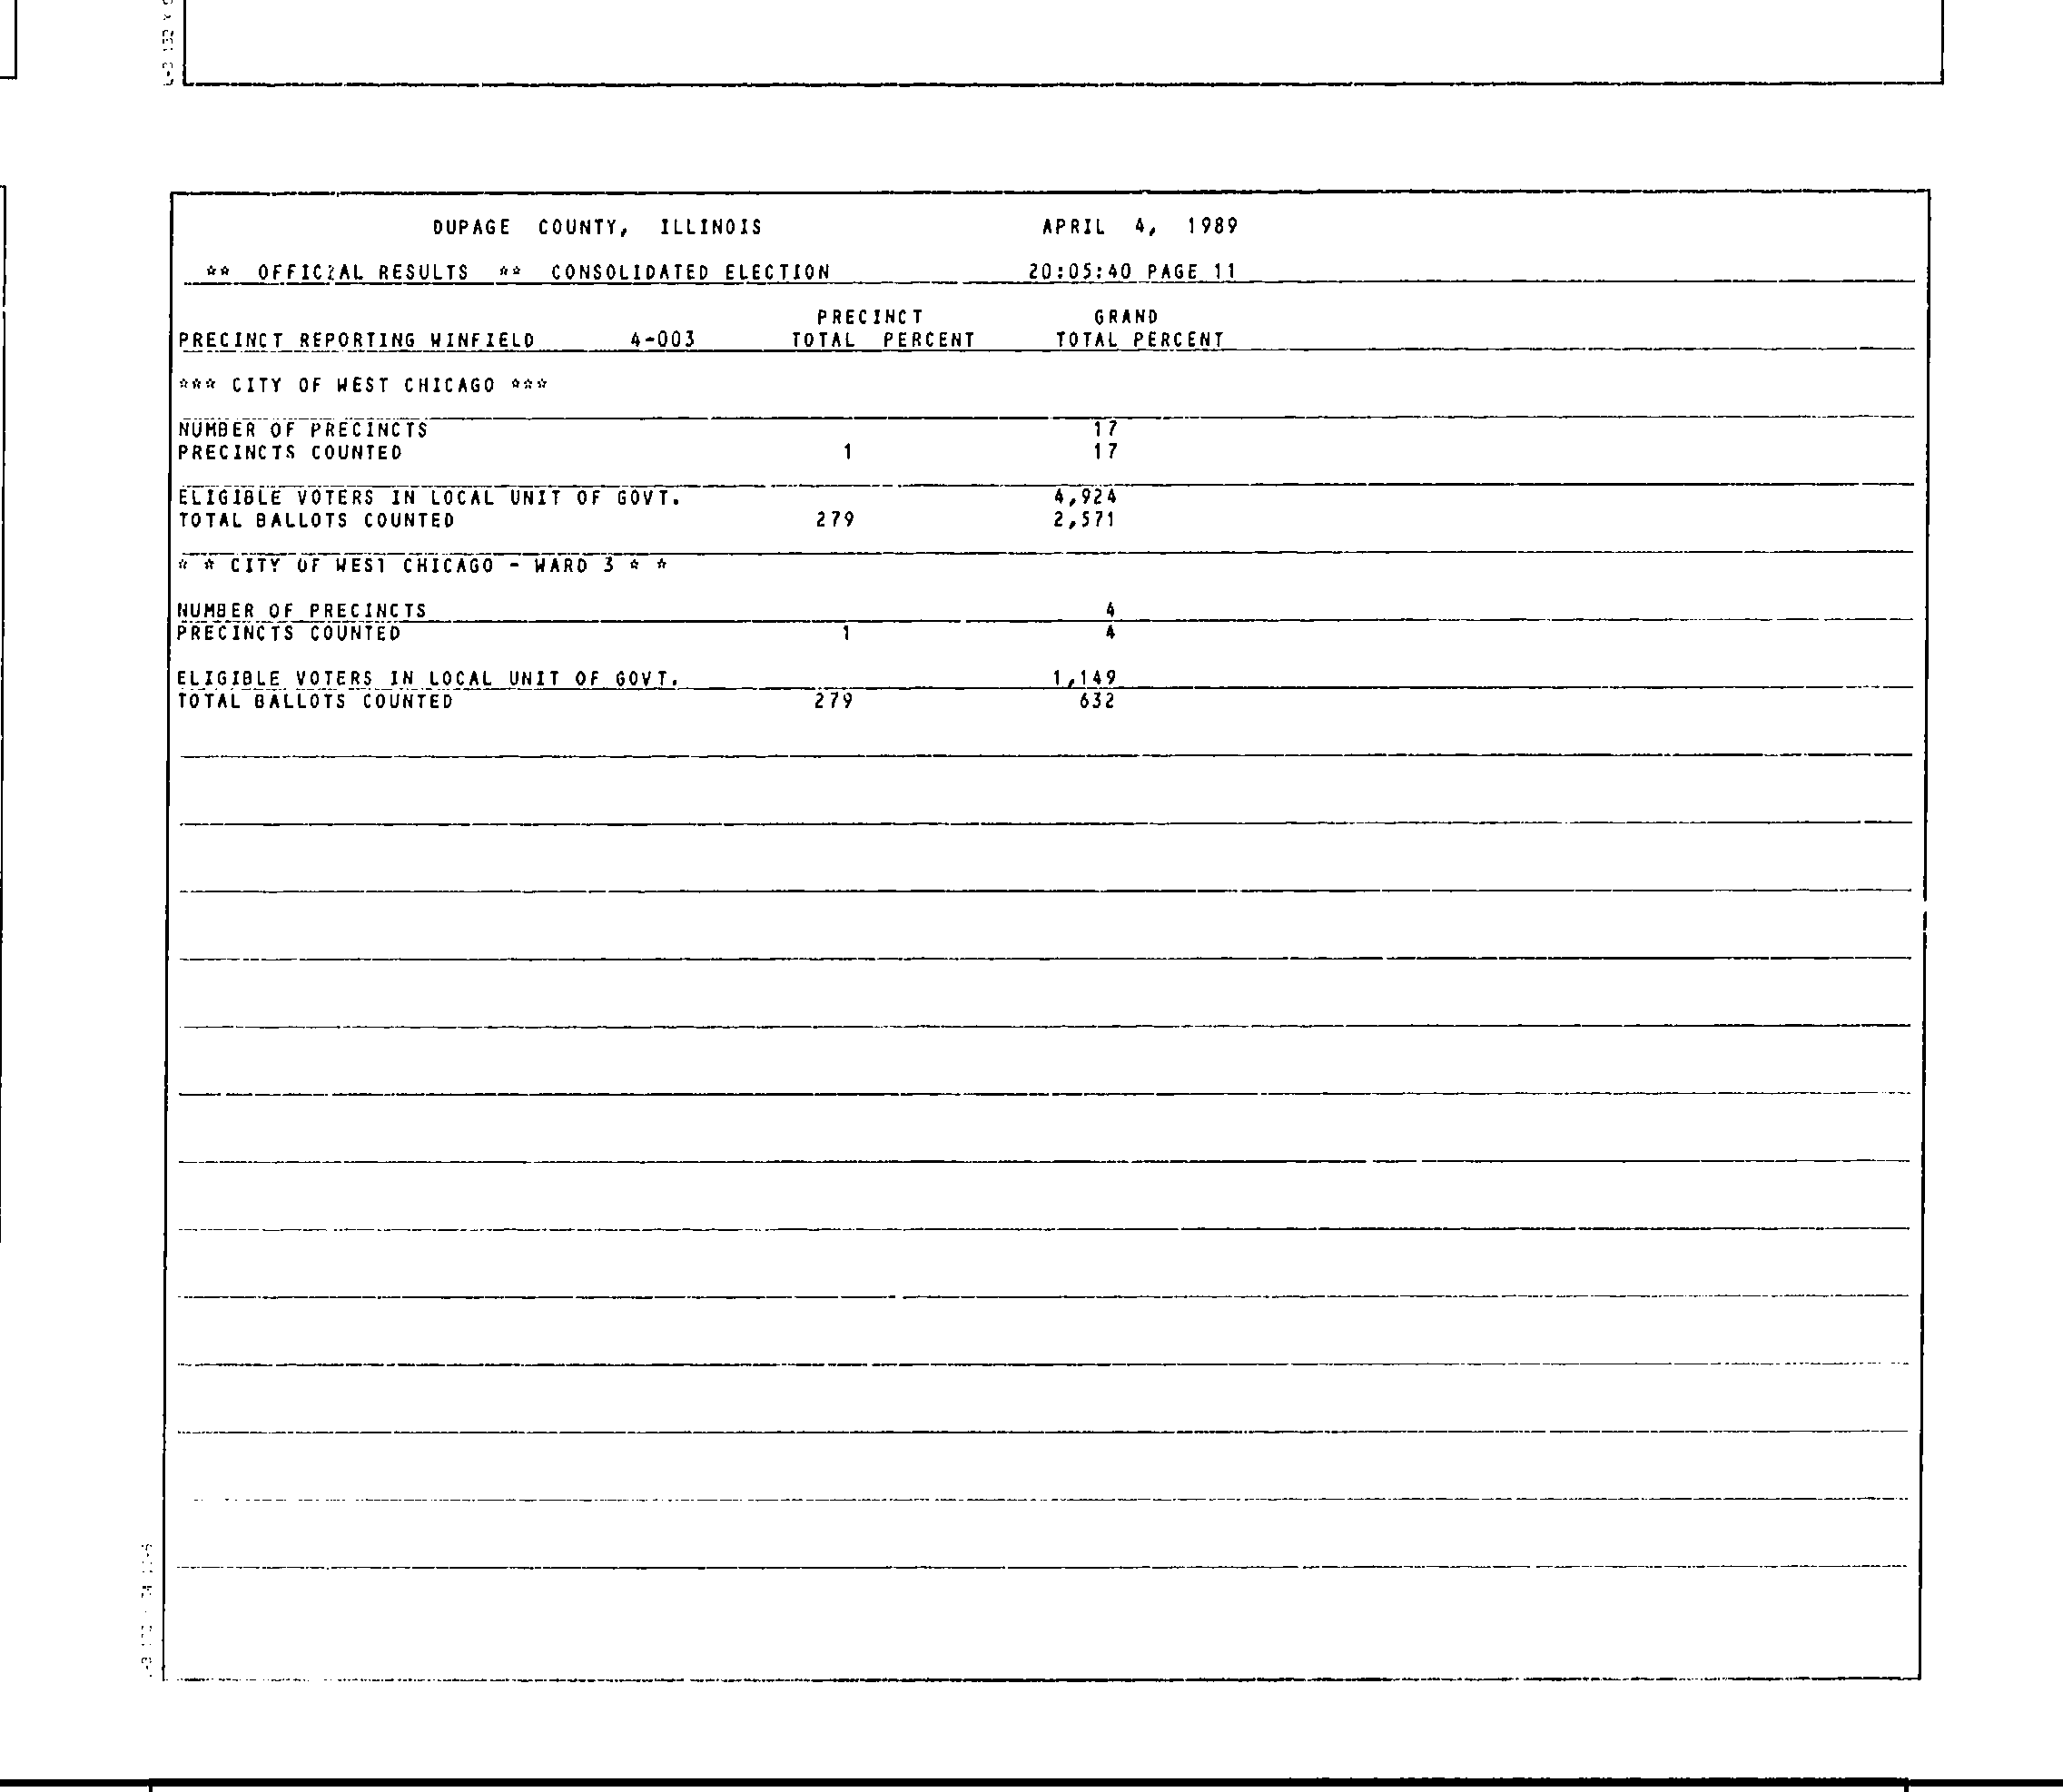 DUPAGE COUNTY, ILLINOIS APRIL 4, 1989
** OFFICIAL RESULTS ** CONSOLIDATED ELECTION 20:05:40 PAGE 11
PRECINCT GRAND
PRECINCT REPORTING WINFIELD 4-003 TOTAL PERCENT TOTAL PERCENT
*** CITY OF WEST CHICAGO ***
NUMBER OF PRECINCTS 17
PRECINCTS COUNTED 1 17
ELIGIBLE VOTERS IN LOCAL UNIT OF GOVT. 4,924
TOTAL BALLOTS COUNTED 279 2,571
* * CITY OF WEST CHICAGO - WARD 3 * *
NUMBER OF PRECINCTS 4
PRECINCTS COUNTED 1 4
ELIGIBLE VOTERS IN LOCAL UNIT OF GOVT. 1,149
TOTAL BALLOTS COUNTED 279 632